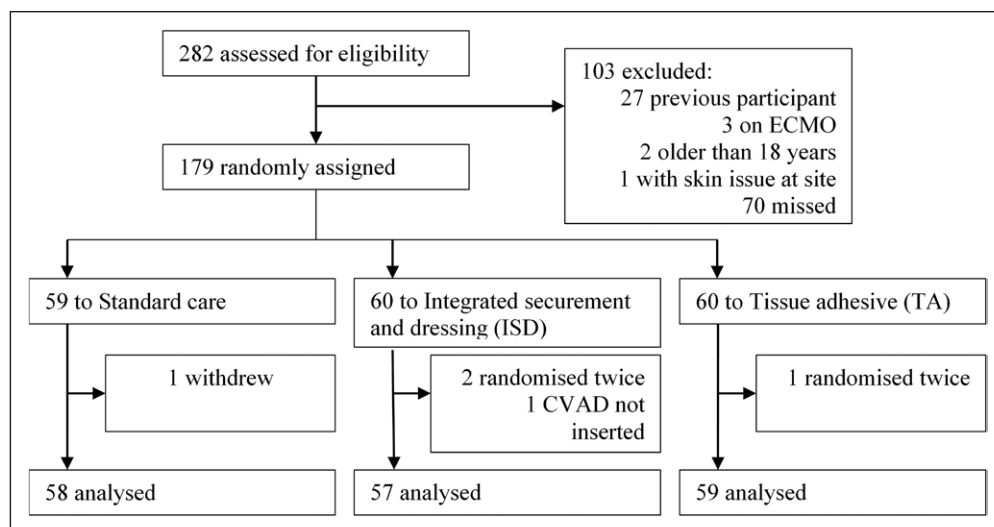 282 assessed for eligibility
103 excluded:
27 previous participant
3 on ECMO
2 older than 18 years
1 with skin issue at site
70 missed
179 randomly assigned
59 to Standard care
60 to Integrated securement
and dressing (ISD)
60 to Tissue adhesive (TA)
1 withdrew
2 randomised twice
1 CVAD not
inserted
1 randomised twice
58 analysed
57 analysed
59 analysed